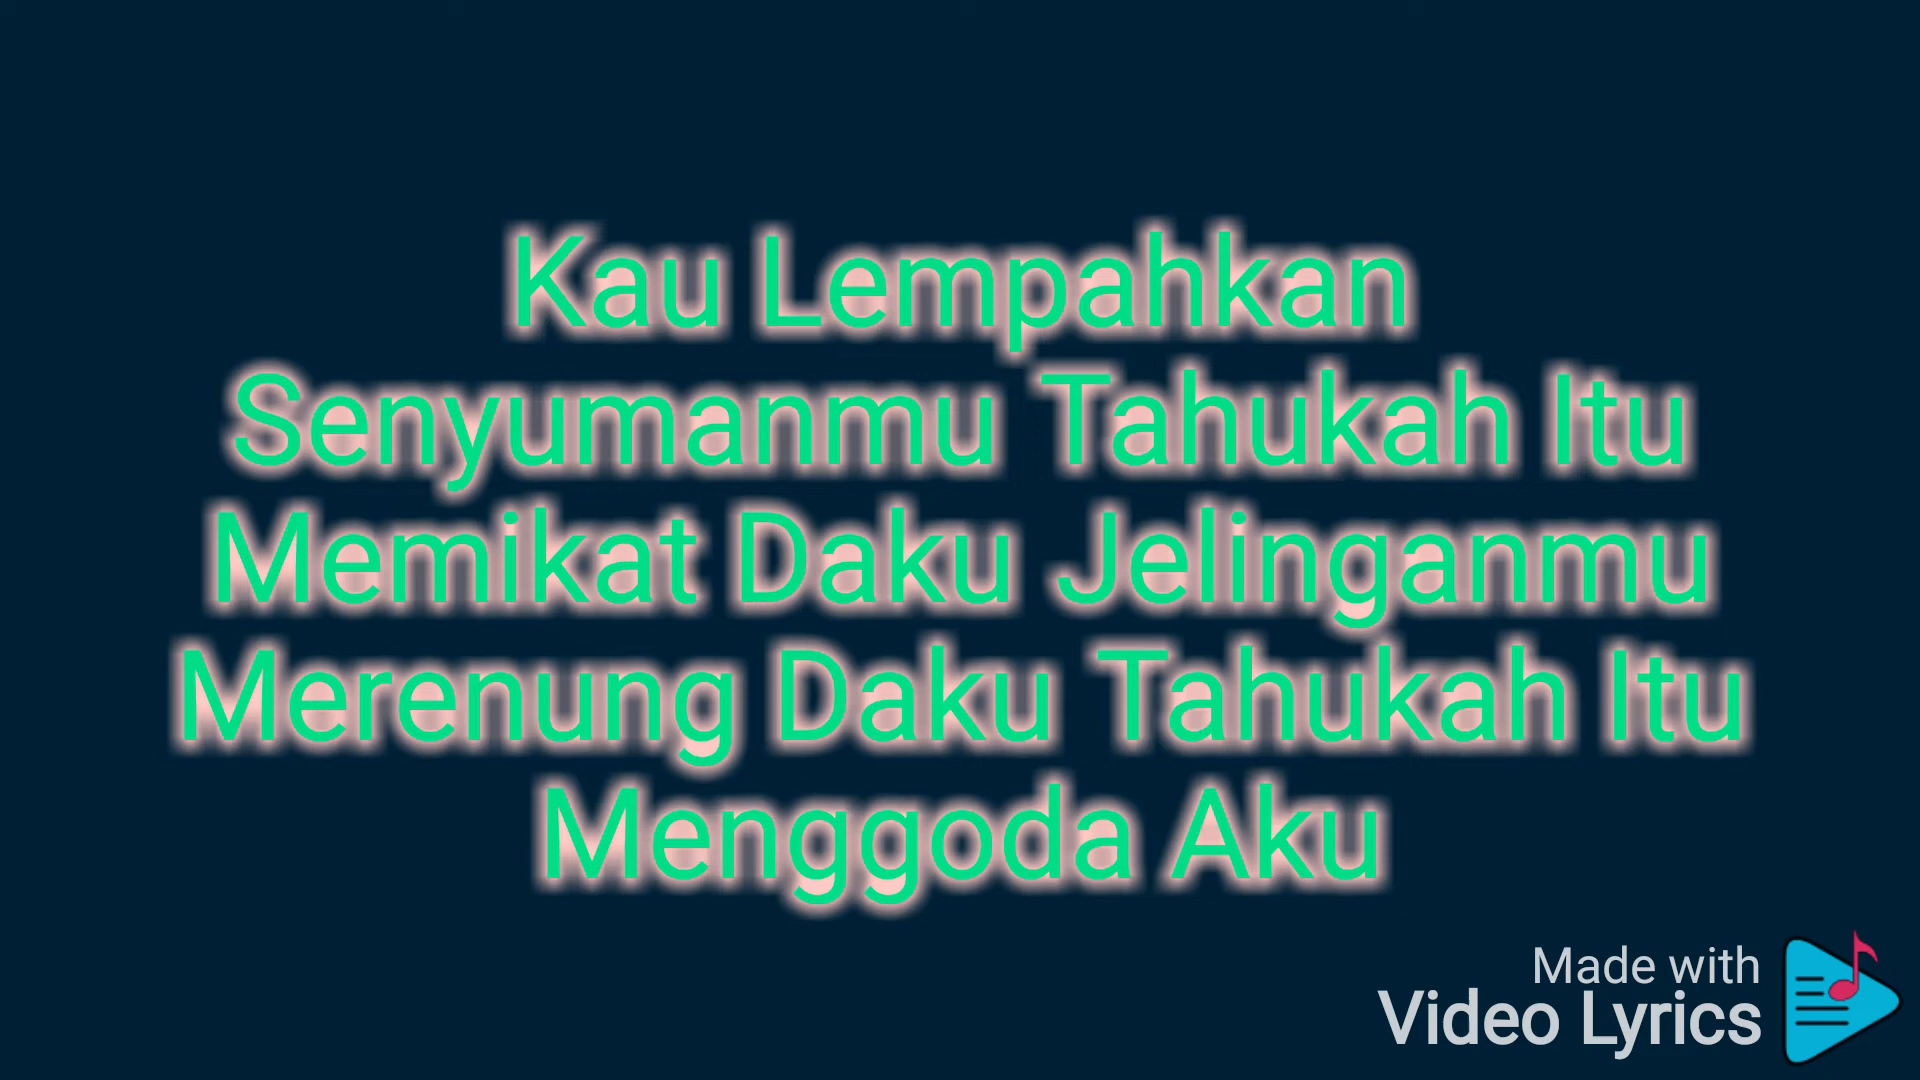 Kau Lempahkan
Senyumanmu Tahukah Itu
Memikat Daku Jelinganmu
Merenung Daku Tahukah Itu
Menggoda Aku
Made with
Video Lyrics